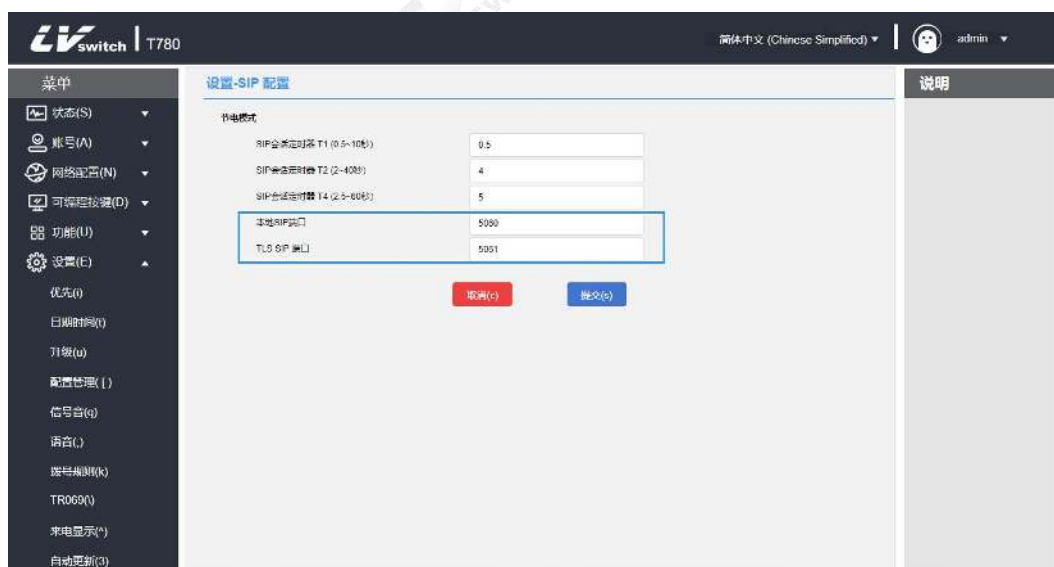 LVswitch | T780
简体中文 (Chinese Simplified)
admin
菜单
状态(S)
账号(A)
网络配置(N)
可编程按键(D)
功能(U)
设置(E)
优先(i)
日期时间(t)
升级(u)
配置管理([)
信号音(q)
语音(,)
拨号规则(k)
TR069(\)
来电显示(^)
自动更新(3)
设置-SIP 配置
节电模式
SIP会话定时器 T1 (0.5~10秒) 0.5
SIP会话定时器 T2 (2~40秒) 4
SIP会话定时器 T4 (2.5~60秒) 5
本地SIP端口 5060
TLS SIP 端口 5061
取消(c) 提交(s)
说明